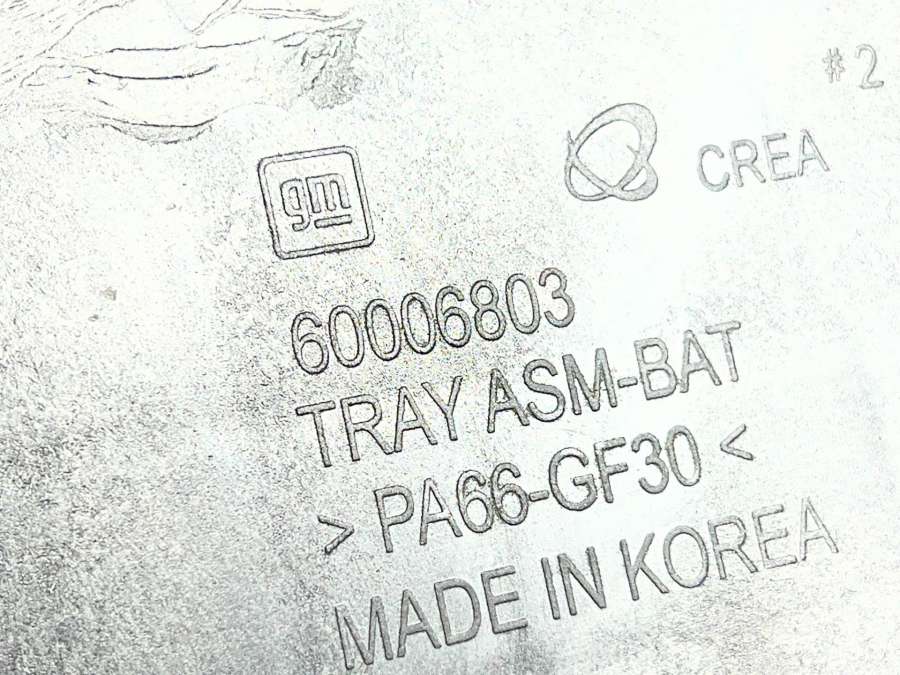 #2
gm
CREA
60006803
TRAY ASM-BAT
> PA66-GF30 <
MADE IN KOREA